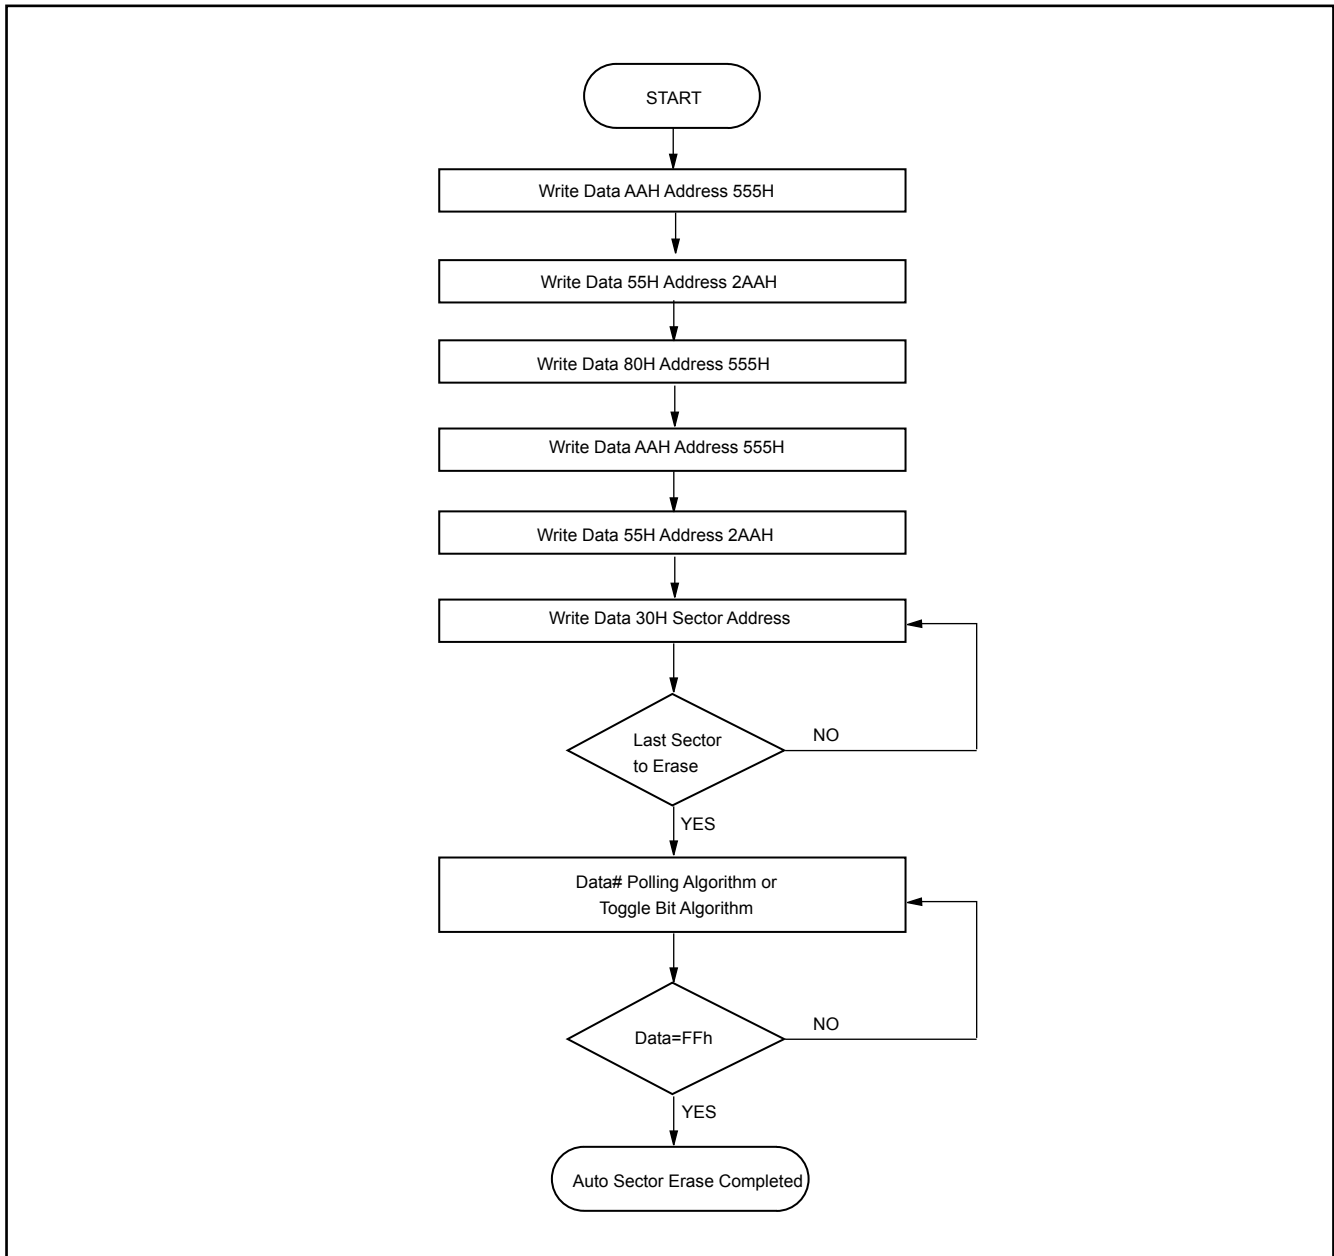 START
Write Data AAH Address 555H
Write Data 55H Address 2AAH
Write Data 80H Address 555H
Write Data AAH Address 555H
Write Data 55H Address 2AAH
Write Data 30H Sector Address
Last Sector
to Erase
NO
YES
Data# Polling Algorithm or
Toggle Bit Algorithm
Data=FFh
NO
YES
Auto Sector Erase Completed